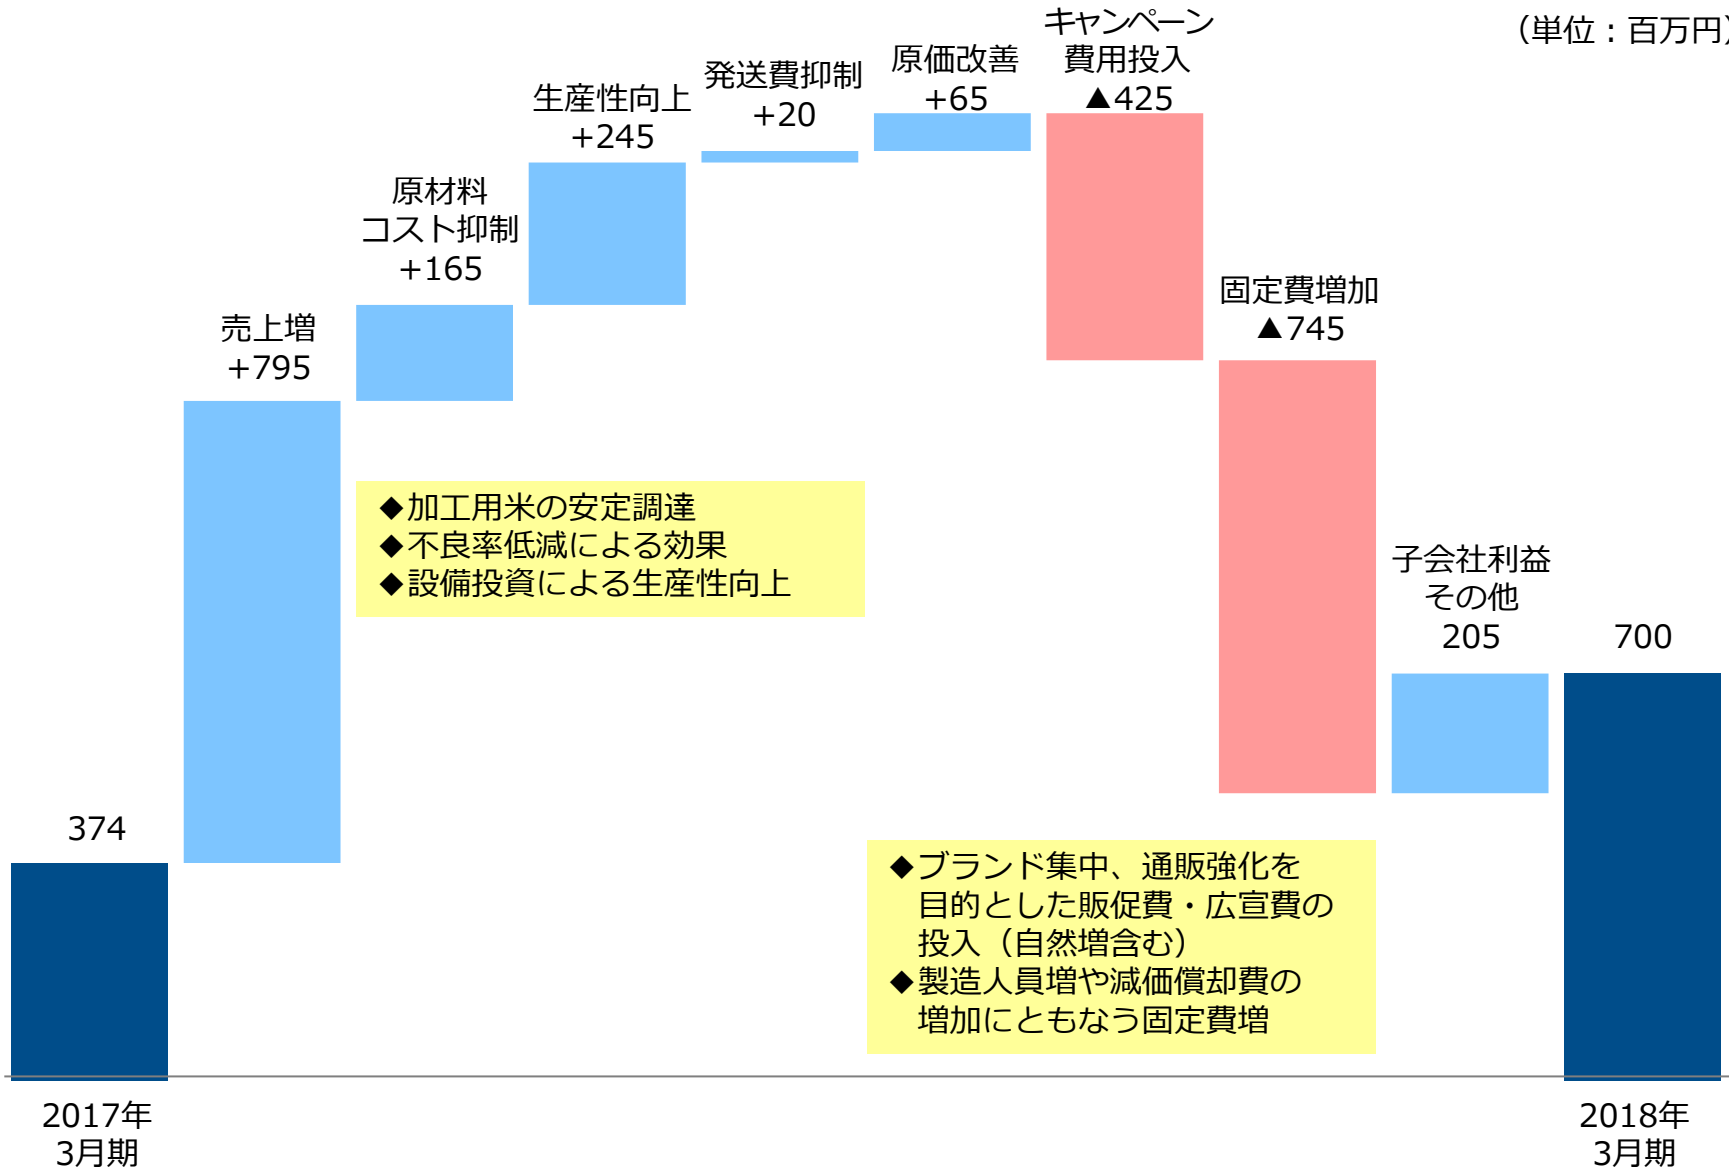 （単位：百万円）
374
売上増
+795
原材料
コスト抑制
+165
生産性向上
+245
発送費抑制
+20
原価改善
+65
キャンペーン
費用投入
▲425
固定費増加
▲745
子会社利益
その他
205
700
◆加工用米の安定調達
◆不良率低減による効果
◆設備投資による生産性向上
◆ブランド集中、通販強化を
目的とした販促費・広宣費の
投入（自然増含む）
◆製造人員増や減価償却費の
増加にともなう固定費増
2017年
3月期
2018年
3月期